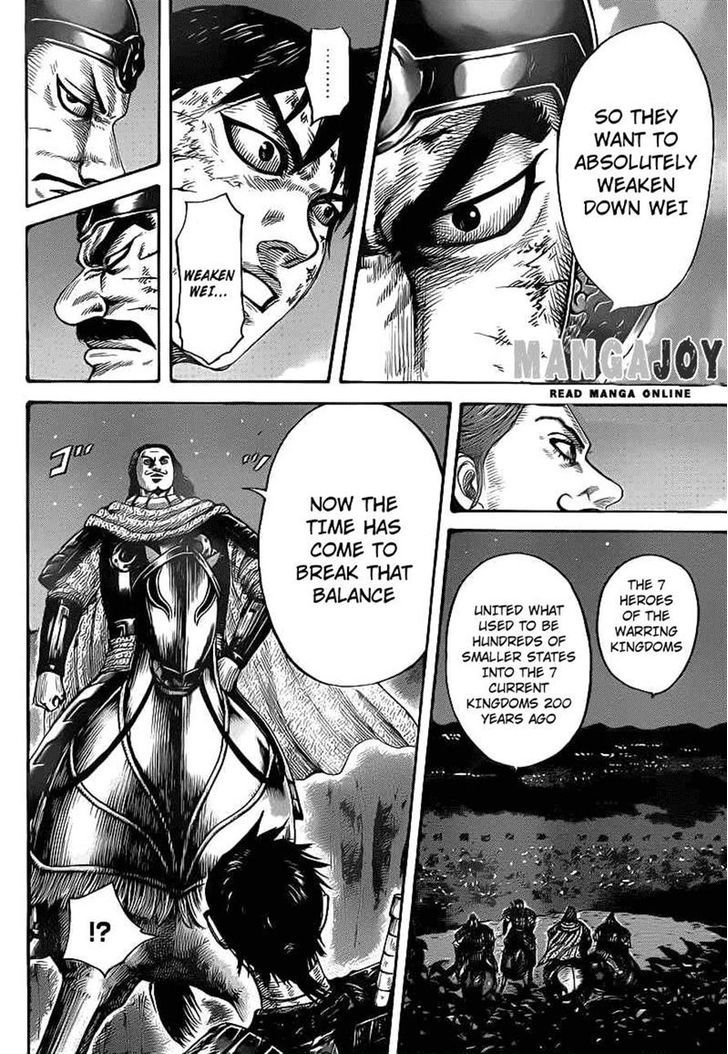 SO THEY
WANT TO
ABSOLUTELY
WEAKEN
DOWN WEI
.........
WEAKEN
WEI...
MANGAJOY
READ MANGA ONLINE
THE 7
HEROES
OF THE
WARRING
KINGDOMS
UNITED WHAT
USED TO BE
HUNDREDS OF
SMALLER STATES
INTO THE 7
CURRENT
KINGDOMS 200
YEARS AGO
NOW THE
TIME HAS
COME TO
BREAK THAT
BALANCE
ゴッ
!?